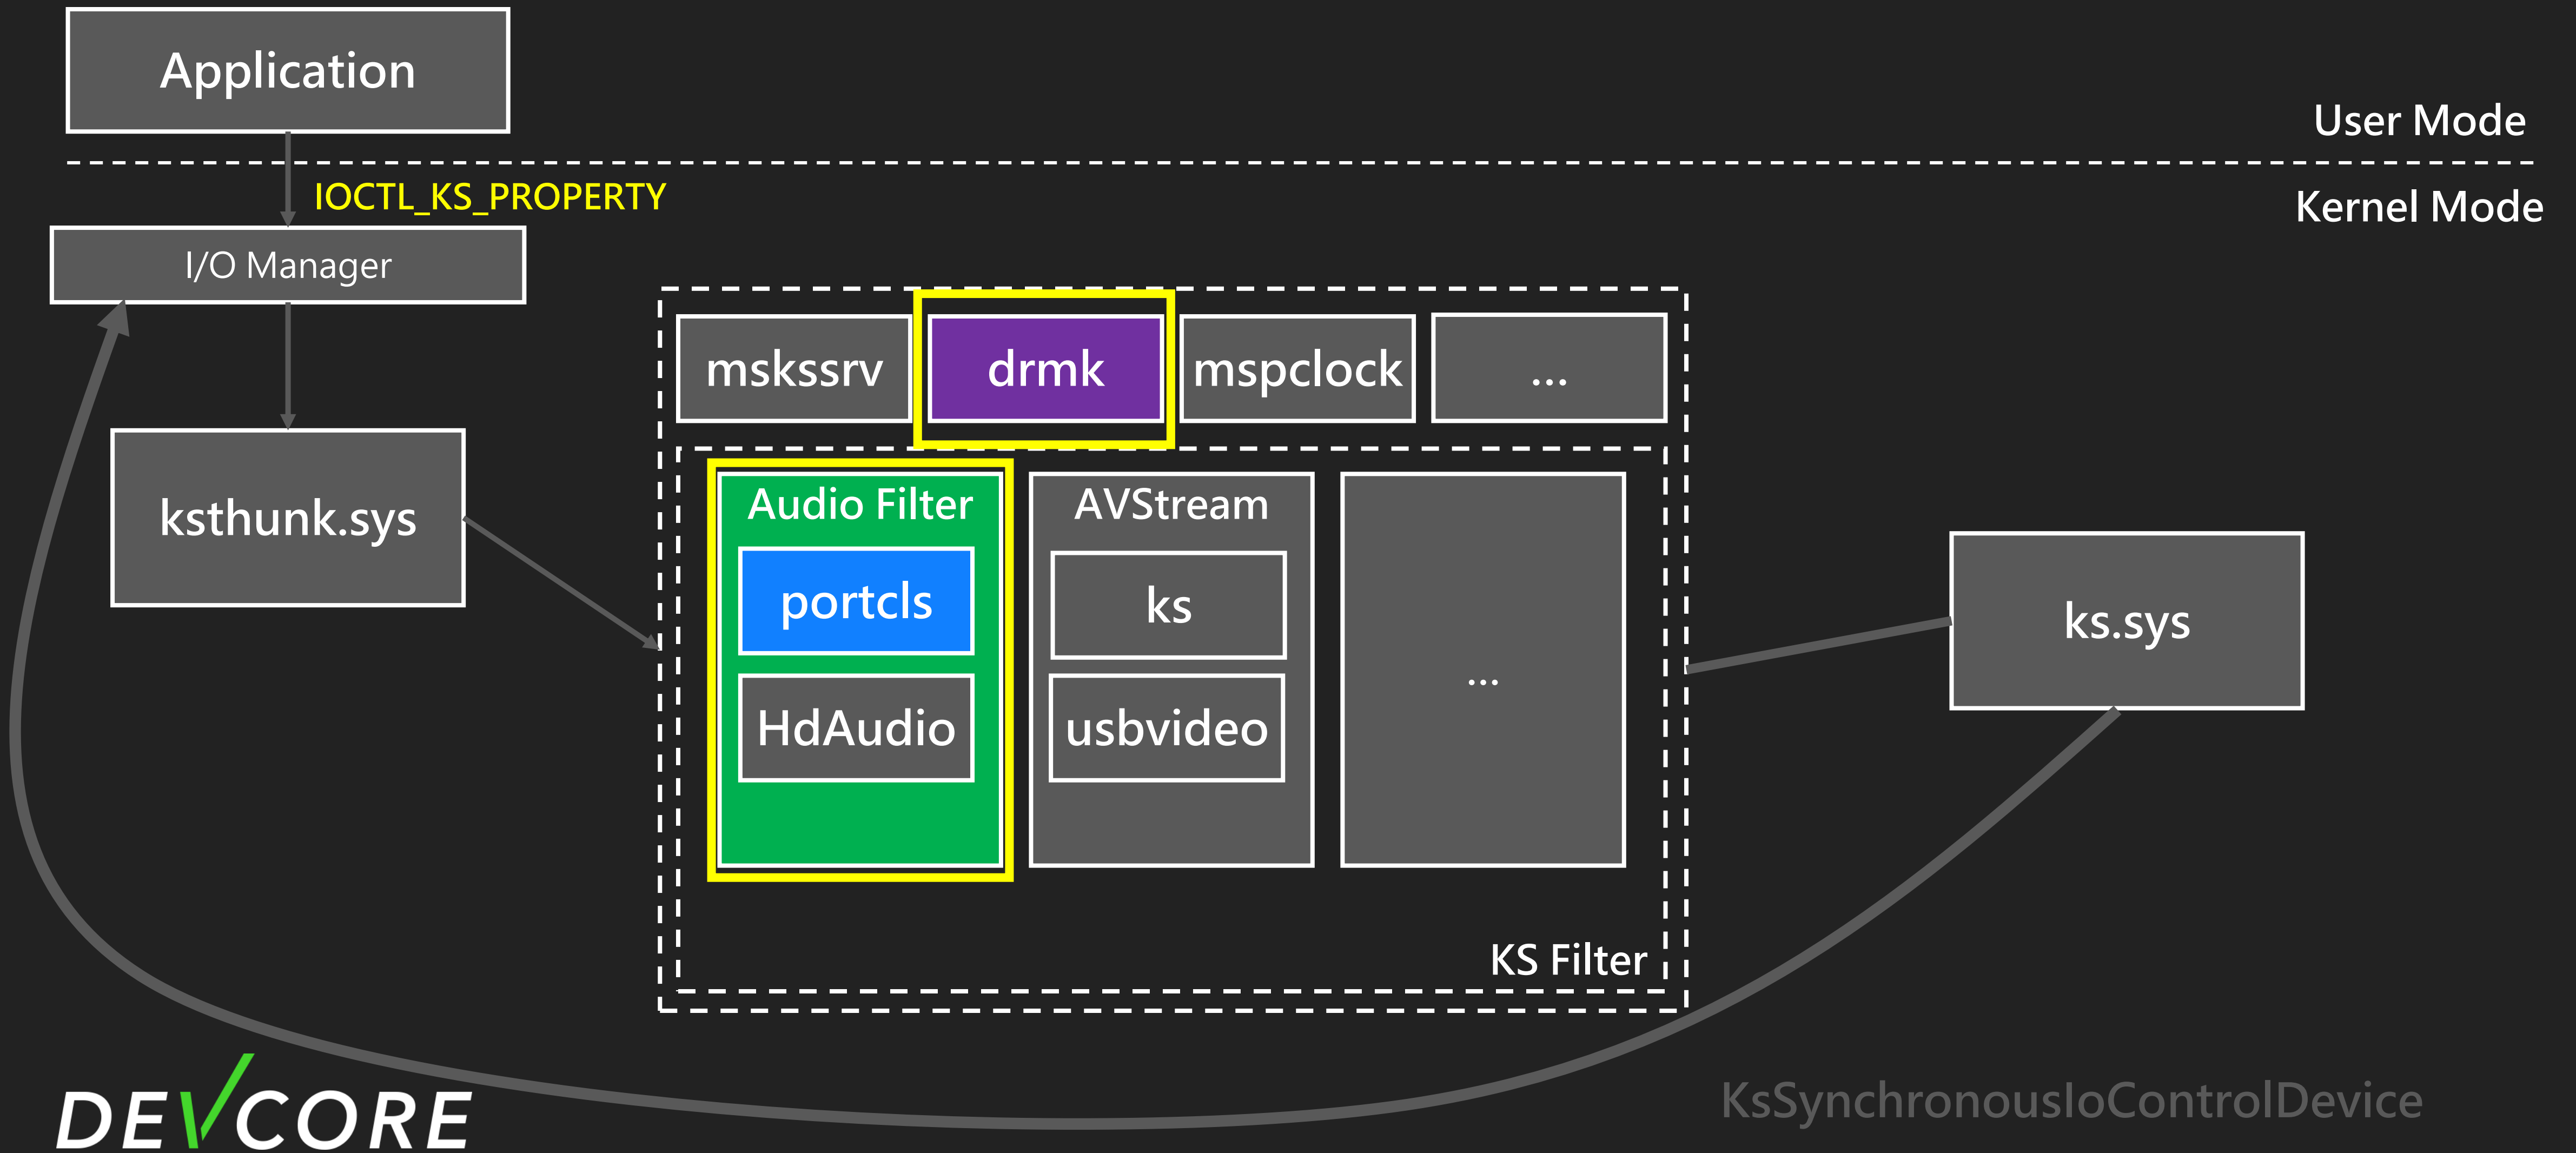 Application
User Mode
IOCTL_KS_PROPERTY
Kernel Mode
I/O Manager
mskssrv
drmk
mspclock
...
ksthunk.sys
Audio Filter
AVStream
portcls
ks
...
HdAudio
usbvideo
ks.sys
KS Filter
KsSynchronousIoControlDevice
DEVCORE